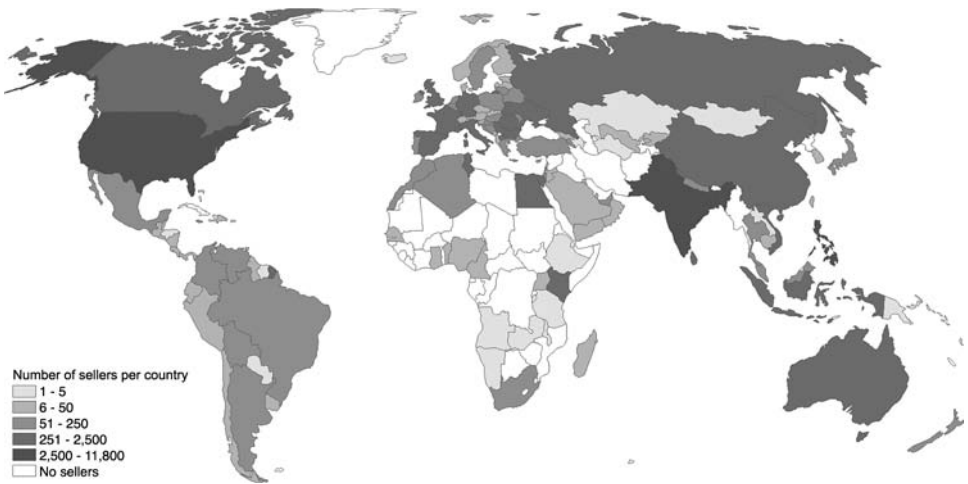 Number of sellers per country
1 - 5
6 - 50
51 - 250
251 - 2,500
2,500 - 11,800
No sellers